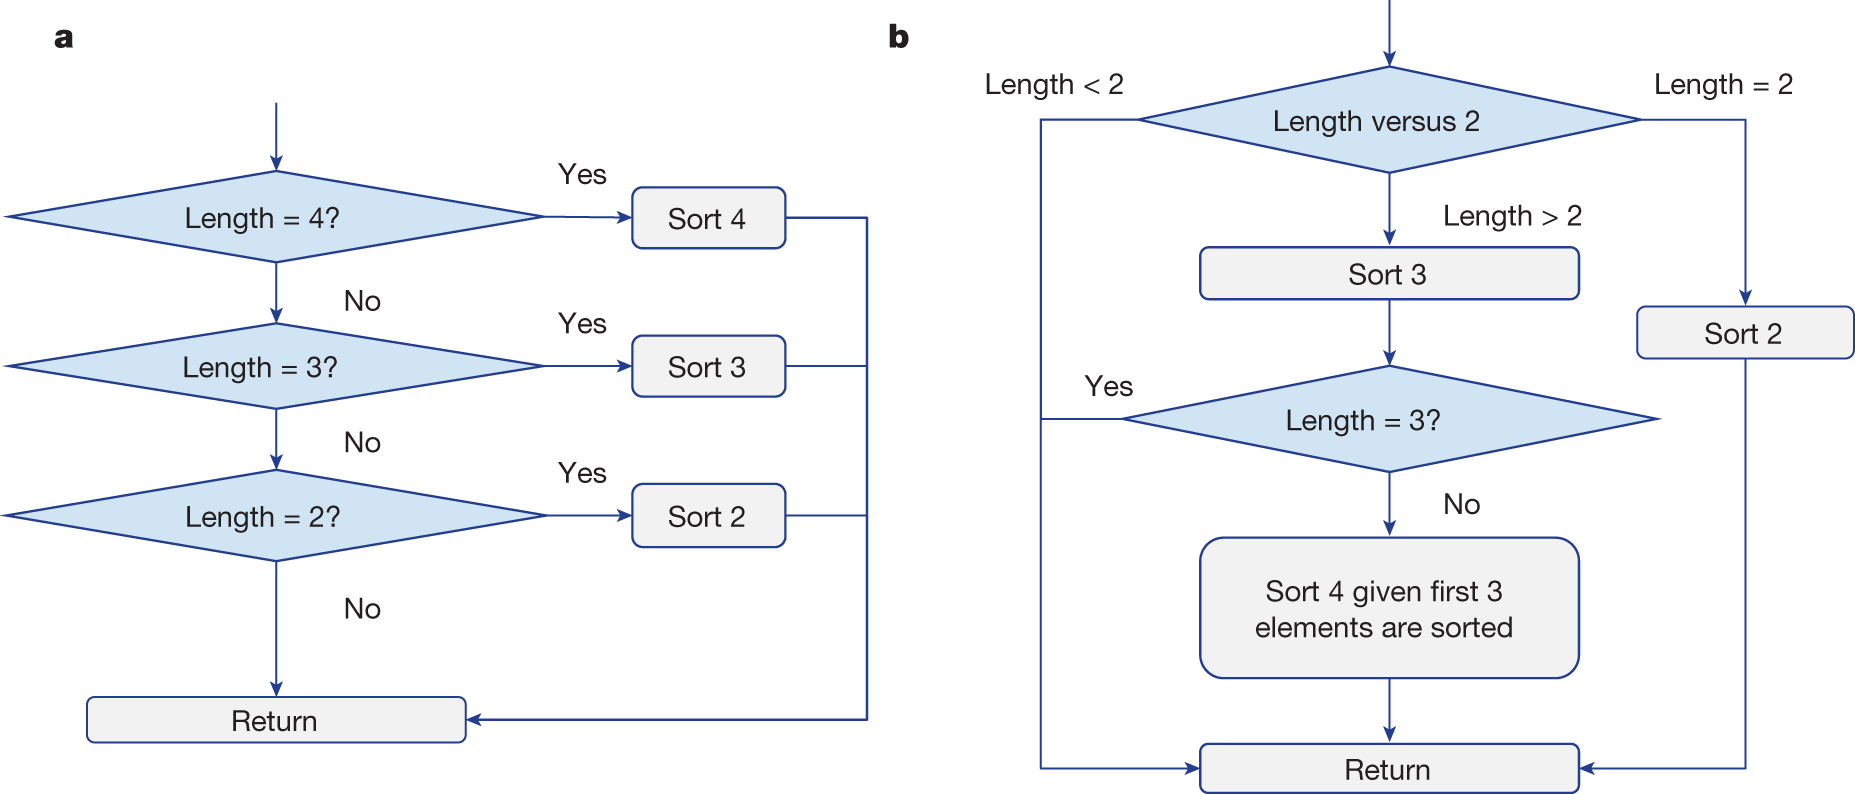 a
Yes
Length = 4?
Sort 4
No
Yes
Length = 3?
Sort 3
No
Yes
Length = 2?
Sort 2
No
Return
b
Length < 2
Length = 2
Length versus 2
Length > 2
Sort 3
Sort 2
Yes
Length = 3?
No
Sort 4 given first 3
elements are sorted
Return